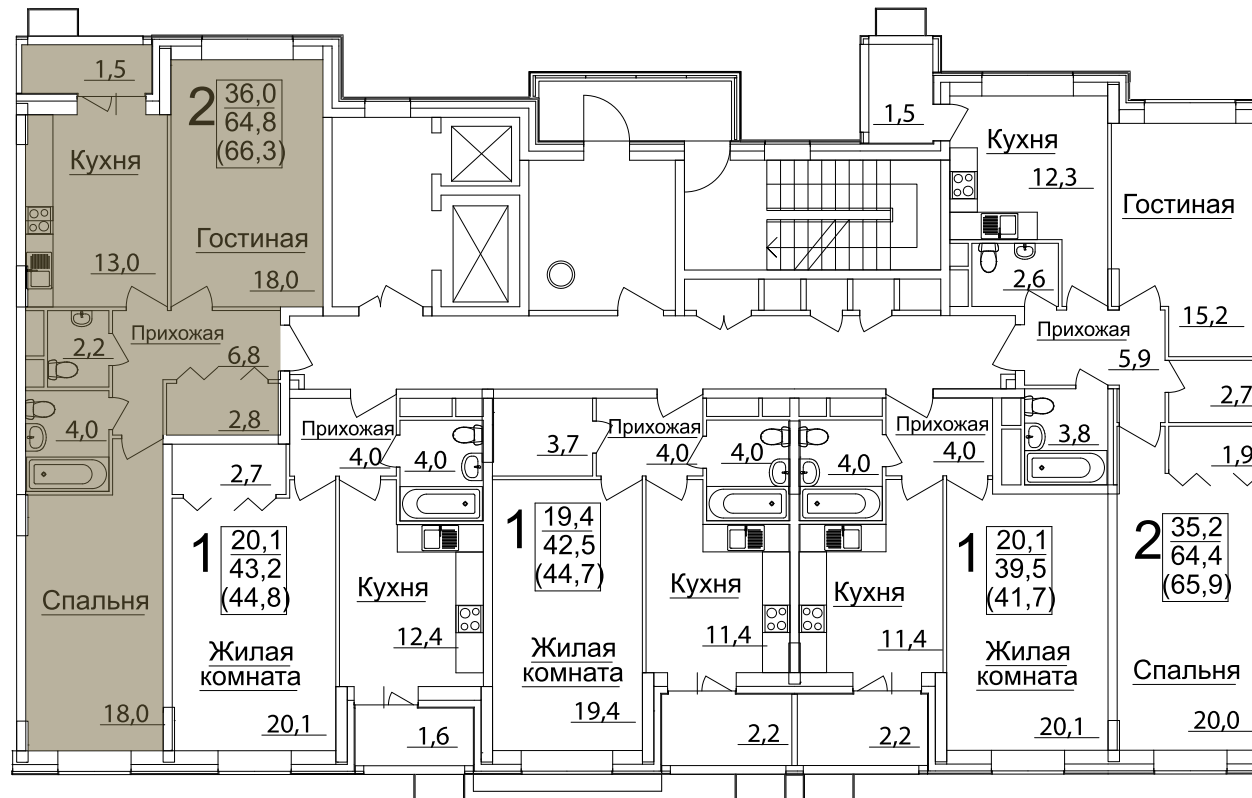 1,5
2
36,0
64,8
(66,3)
Кухня
13,0
Гостиная
18,0
Прихожая
6,8
2,2
2,8
4,0
Спальня
18,0
2,7
1
20,1
43,2
(44,8)
Прихожая
4,0
4,0
Кухня
12,4
Жилая
комната
20,1
1,6
3,7
Прихожая
4,0
4,0
1
19,4
42,5
(44,7)
Кухня
11,4
Жилая
комната
19,4
2,2
4,0
Прихожая
4,0
1
20,1
39,5
(41,7)
Кухня
11,4
Жилая
комната
20,1
2,2
1,5
Кухня
12,3
Гостиная
15,2
2,6
Прихожая
5,9
2,7
3,8
1,9
2
35,2
64,4
(65,9)
Спальня
20,0